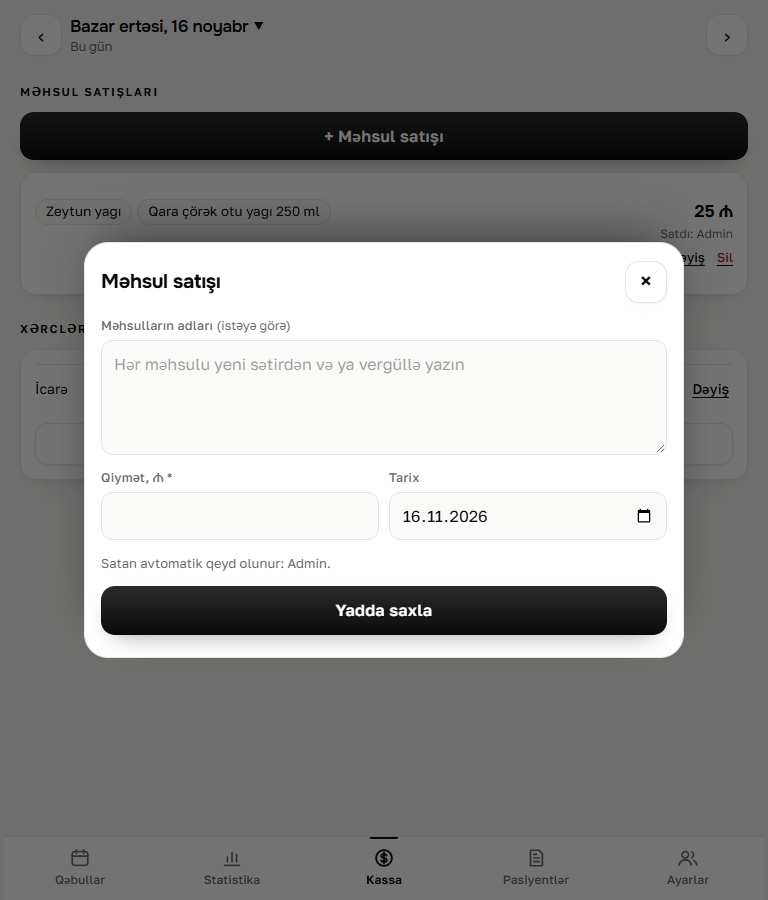 ‹
Bazar ertəsi, 16 noyabr ▼
Bu gün
›
MƏHSUL SATIŞLARI
+ Məhsul satışı
Zeytun yağı
Qara çörək otu yağı 250 ml
25 ₼
Satdı: Admin
Sil
Məhsul satışı
×
Məhsulların adları (istəyə görə)
Hər məhsulu yeni sətirdən və ya vergüllə yazın
Qiymət, ₼ *
Tarix
16.11.2026
Satan avtomatik qeyd olunur: Admin.
Yadda saxla
İcarə
Dəyiş
Qəbullar
Statistika
Kassa
Pasiyentlər
Ayarlar